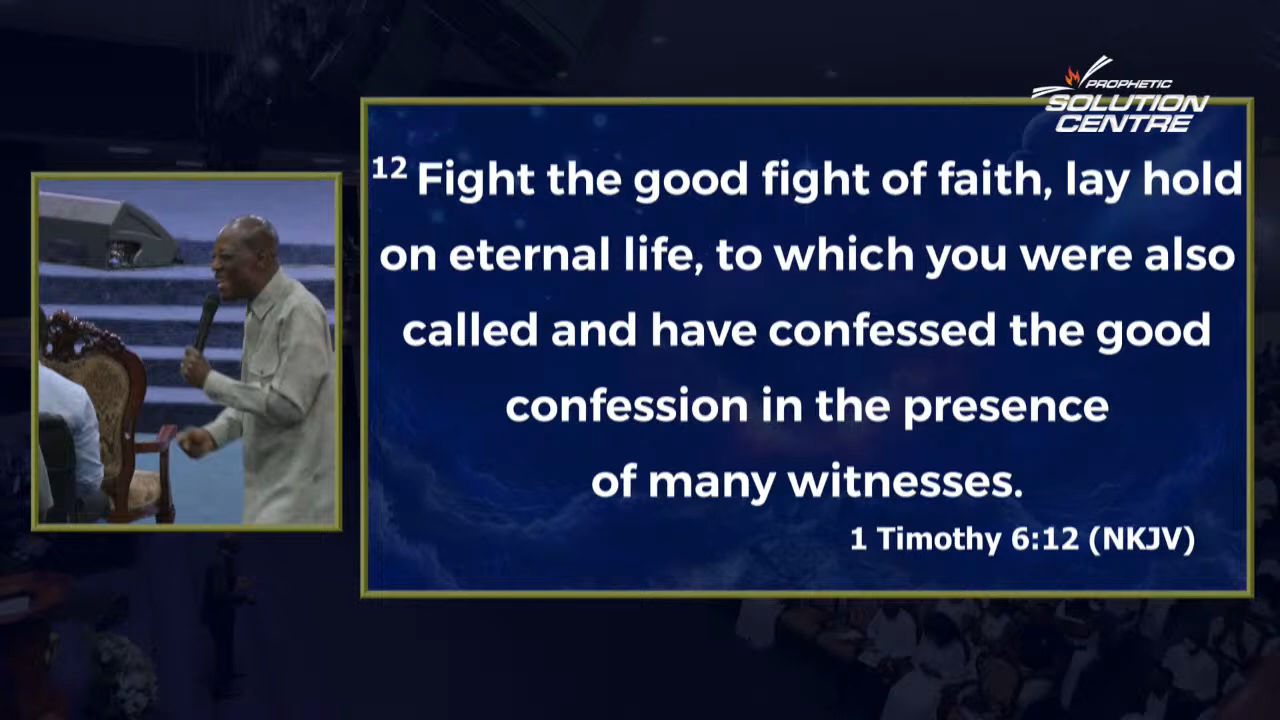 PROPHETIC
SOLUTION
CENTRE
12 Fight the good fight of faith, lay hold
on eternal life, to which you were also
called and have confessed the good
confession in the presence
of many witnesses.
1 Timothy 6:12 (NKJV)